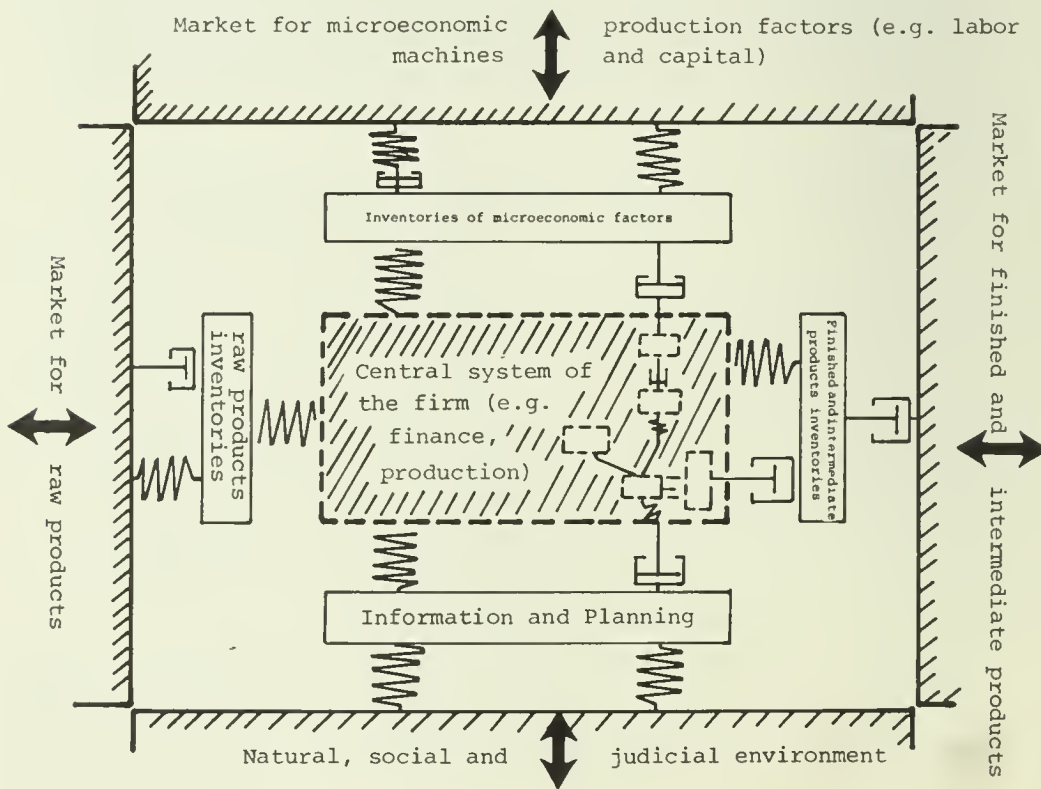 Market for microeconomic production factors (e.g. labor
machines and capital)
Inventories of microeconomic factors
Market for raw products
raw products
inventories
Central system of
the firm (e.g.
finance,
production)
Finished and intermediate
products inventories
Market for finished and intermediate products
Information and Planning
Natural, social and judicial environment